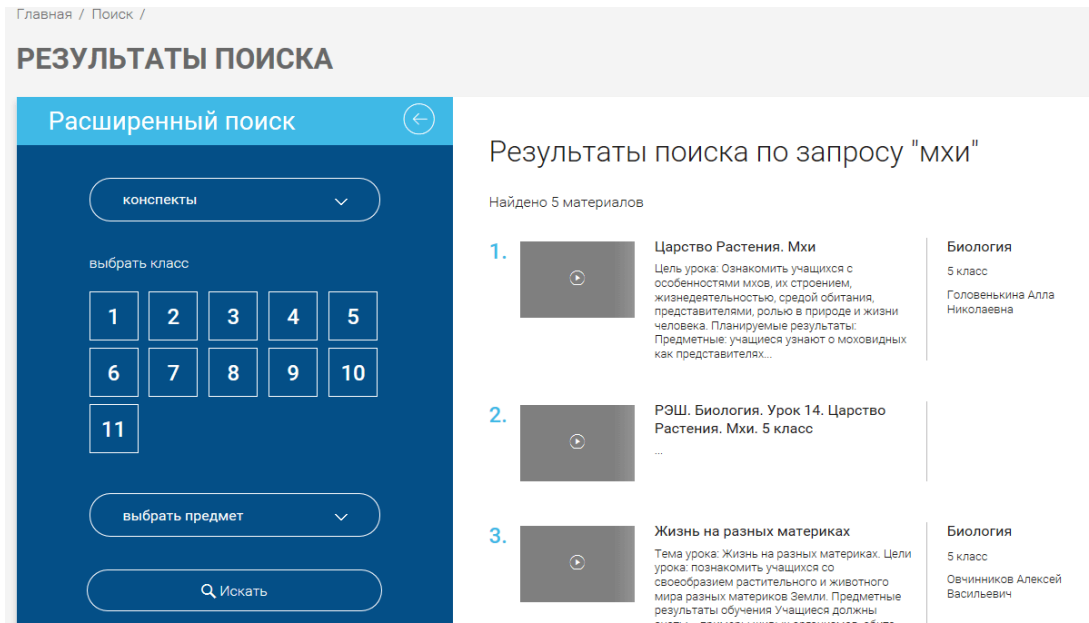 Главная / Поиск /
РЕЗУЛЬТАТЫ ПОИСКА
Расширенный поиск
конспекты
выбрать класс
1 2 3 4 5
6 7 8 9 10
11
выбрать предмет
Искать
Результаты поиска по запросу "мхи"
Найдено 5 материалов
1.
Царство Растения. Мхи
Цель урока: Ознакомить учащихся с
особенностями мхов, их строением,
жизнедеятельностью, средой обитания,
представителями, ролью в природе и жизни
человека. Планируемые результаты:
Предметные: учащиеся узнают о моховидных
как представителях...
Биология
5 класс
Головенькина Алла
Николаевна
2.
РЭШ. Биология. Урок 14. Царство
Растения. Мхи. 5 класс
...
3.
Жизнь на разных материках
Тема урока: Жизнь на разных материках. Цели
урока: познакомить учащихся со
своеобразием растительного и животного
мира разных материков Земли. Предметные
результаты обучения Учащиеся должны
Биология
5 класс
Овчинников Алексей
Васильевич